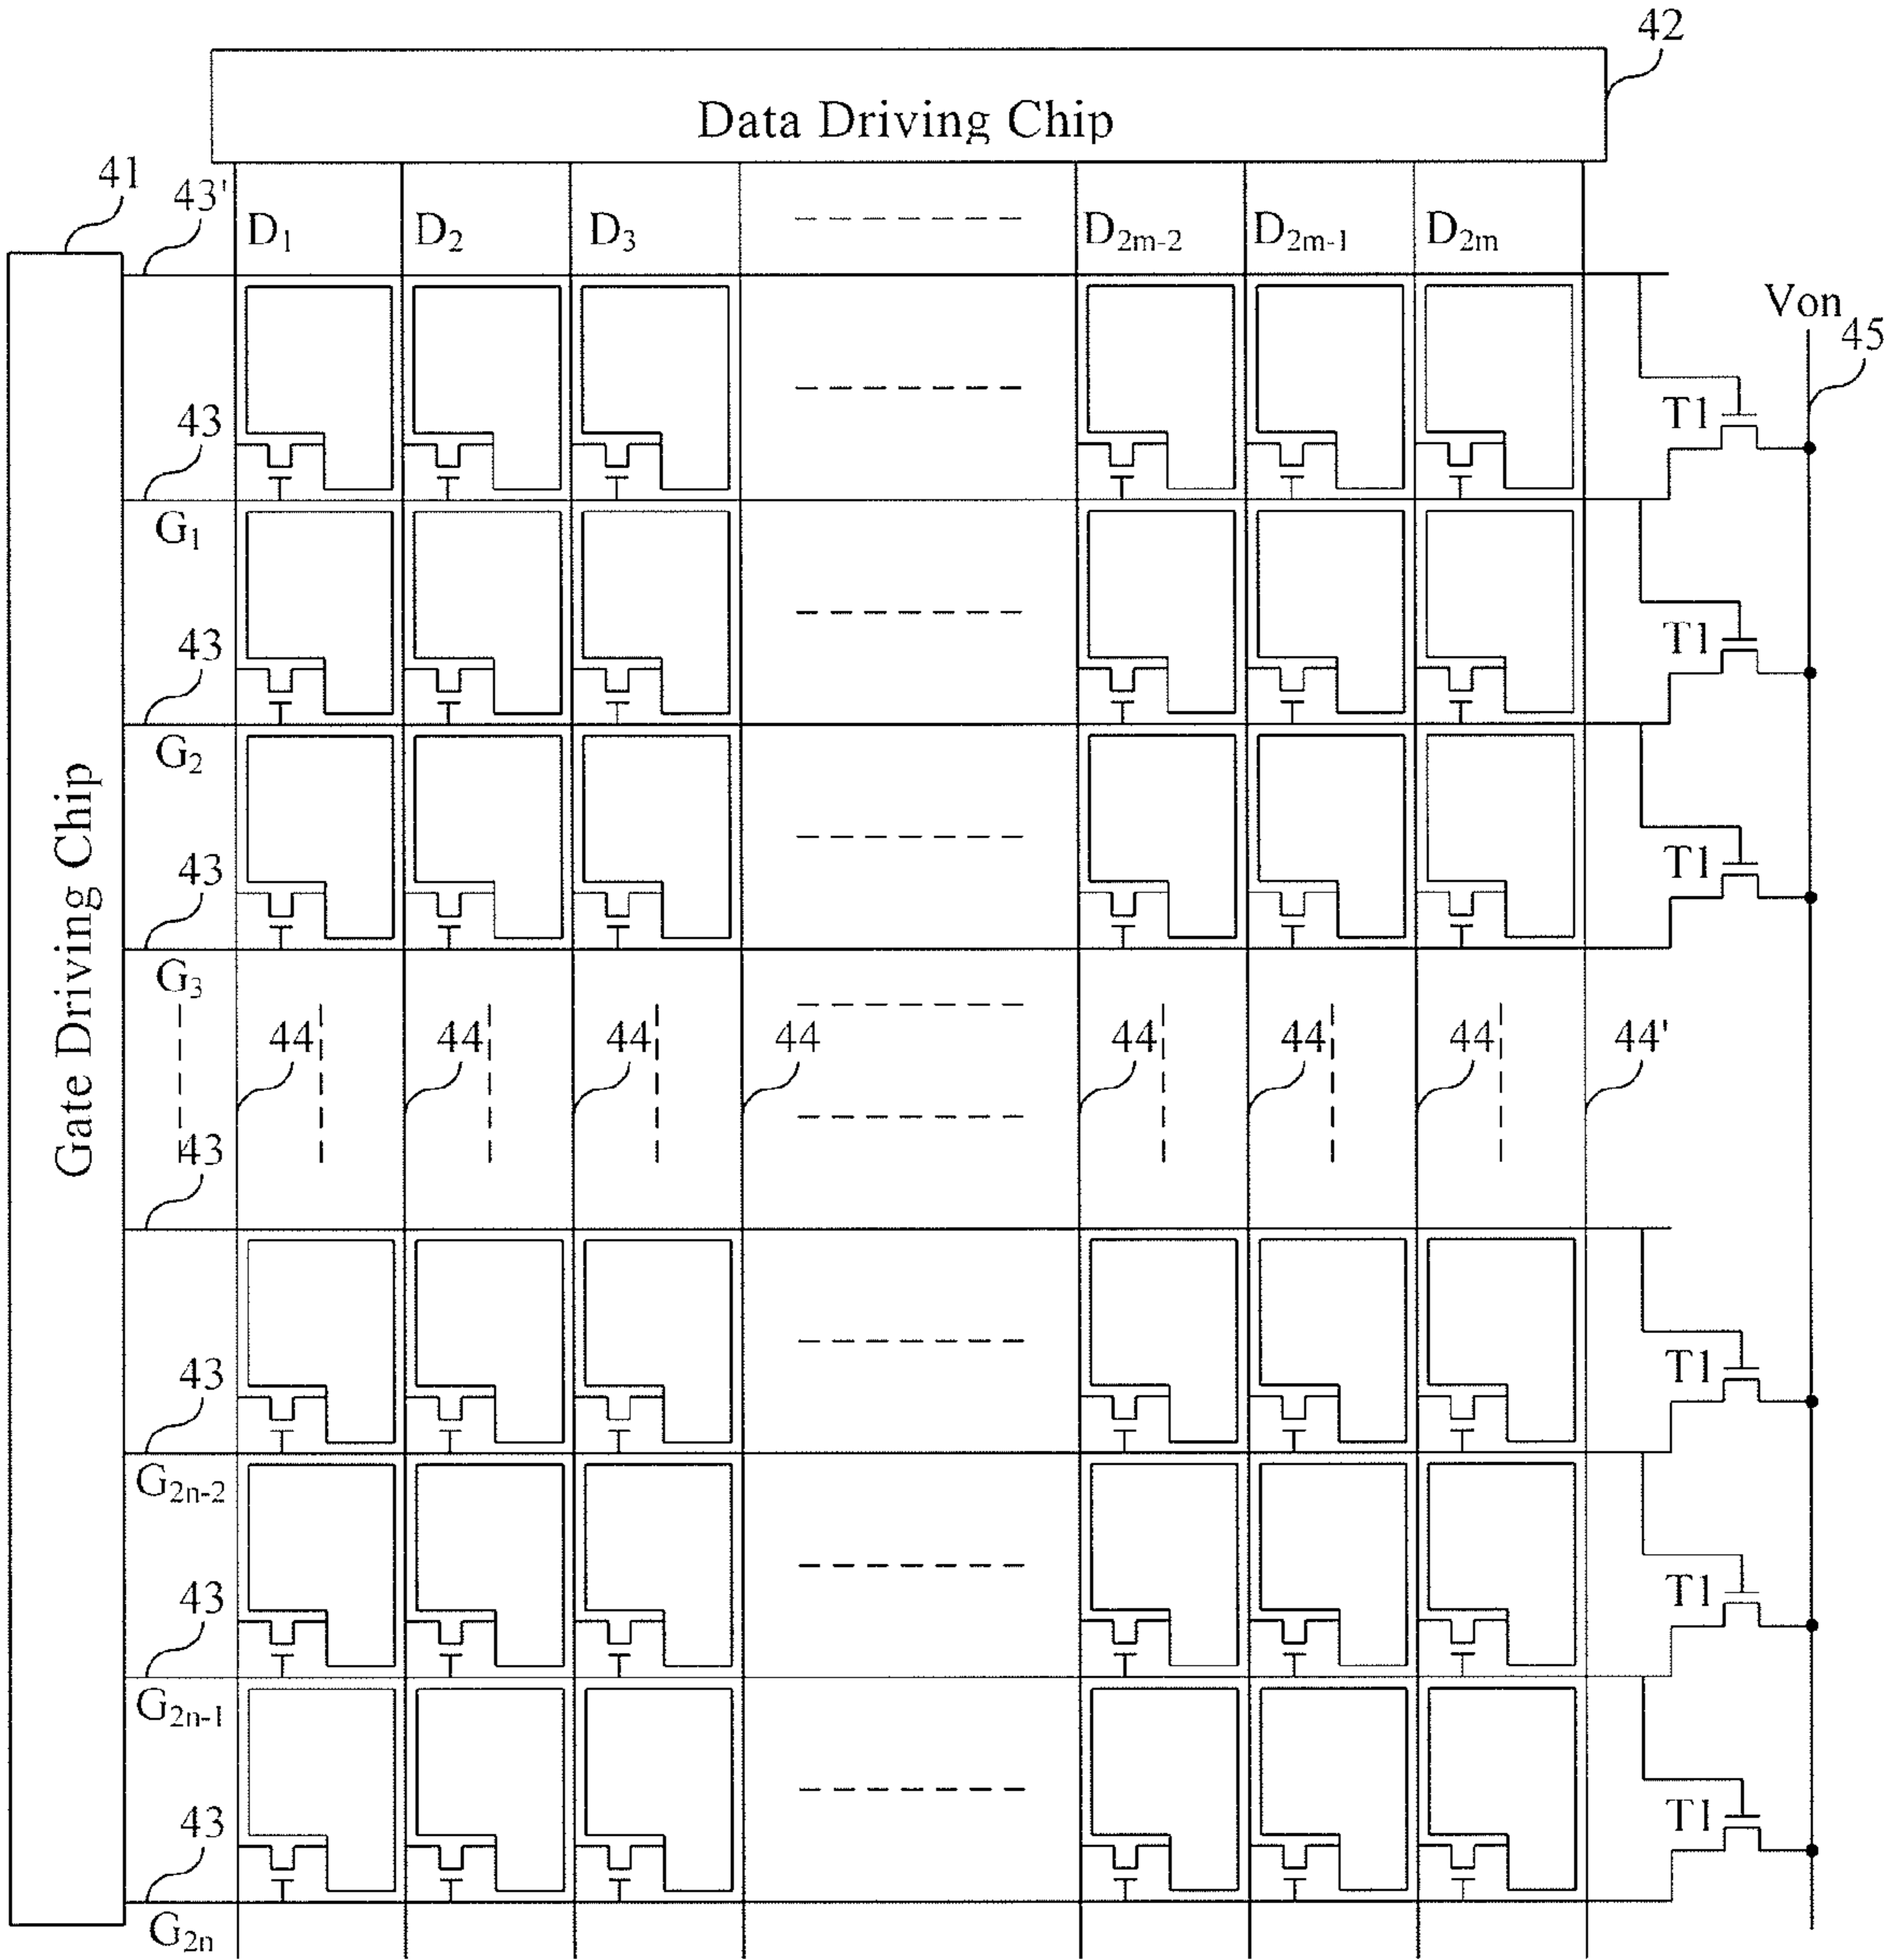 42
Data Driving Chip
41
43'
D₁ D₂ D₃ D₂ₘ₋₂ D₂ₘ₋₁ D₂ₘ
Von
45
43
T1
G₁
43
T1
G₂
Gate Driving Chip
43
T1
G₃
44 44 44 44 44 44 44 44'
43
43
T1
G₂ₙ₋₂
43
T1
G₂ₙ₋₁
43
T1
G₂ₙ